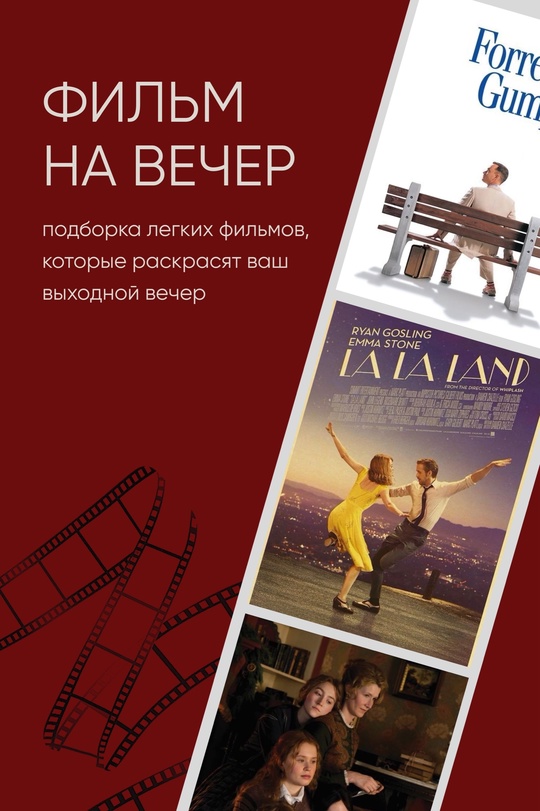 ФИЛЬМ
НА ВЕЧЕР
подборка легких фильмов,
которые раскрасят ваш
выходной вечер
Forre
Gum
RYAN GOSLING
EMMA STONE
LA LA LAND
FROM THE DIRECTOR OF WHIPLASH